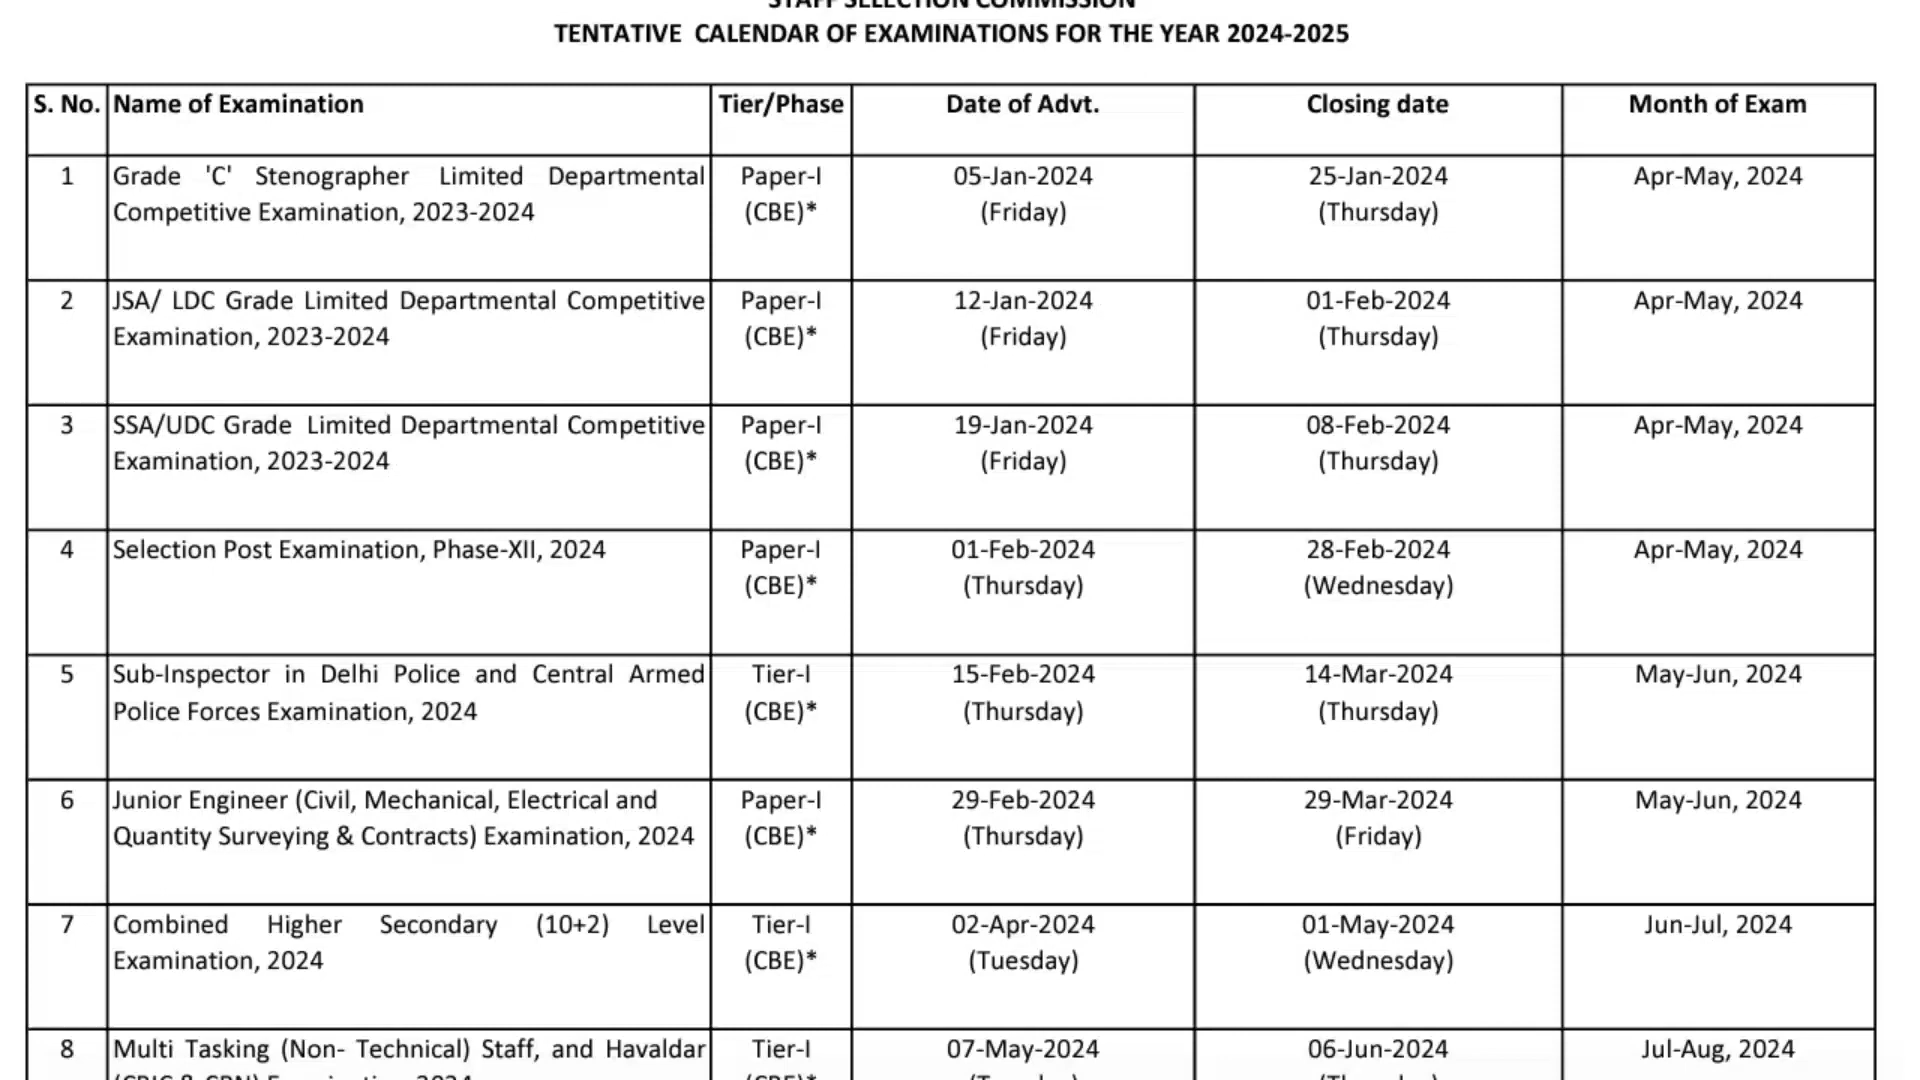 STAFF SELECTION COMMISSION
TENTATIVE CALENDAR OF EXAMINATIONS FOR THE YEAR 2024-2025
S. No. Name of Examination Tier/Phase Date of Advt. Closing date Month of Exam
1 Grade 'C' Stenographer Limited Departmental Paper-I 05-Jan-2024 25-Jan-2024 Apr-May, 2024
Competitive Examination, 2023-2024 (CBE)* (Friday) (Thursday)
2 JSA/ LDC Grade Limited Departmental Competitive Paper-I 12-Jan-2024 01-Feb-2024 Apr-May, 2024
Examination, 2023-2024 (CBE)* (Friday) (Thursday)
3 SSA/UDC Grade Limited Departmental Competitive Paper-I 19-Jan-2024 08-Feb-2024 Apr-May, 2024
Examination, 2023-2024 (CBE)* (Friday) (Thursday)
4 Selection Post Examination, Phase-XII, 2024 Paper-I 01-Feb-2024 28-Feb-2024 Apr-May, 2024
(CBE)* (Thursday) (Wednesday)
5 Sub-Inspector in Delhi Police and Central Armed Tier-I 15-Feb-2024 14-Mar-2024 May-Jun, 2024
Police Forces Examination, 2024 (CBE)* (Thursday) (Thursday)
6 Junior Engineer (Civil, Mechanical, Electrical and Paper-I 29-Feb-2024 29-Mar-2024 May-Jun, 2024
Quantity Surveying & Contracts) Examination, 2024 (CBE)* (Thursday) (Friday)
7 Combined Higher Secondary (10+2) Level Tier-I 02-Apr-2024 01-May-2024 Jun-Jul, 2024
Examination, 2024 (CBE)* (Tuesday) (Wednesday)
8 Multi Tasking (Non- Technical) Staff, and Havaldar Tier-I 07-May-2024 06-Jun-2024 Jul-Aug, 2024
(CBIC & CBN) Examination, 2024 (CBE)* (Tuesday) (Thursday)